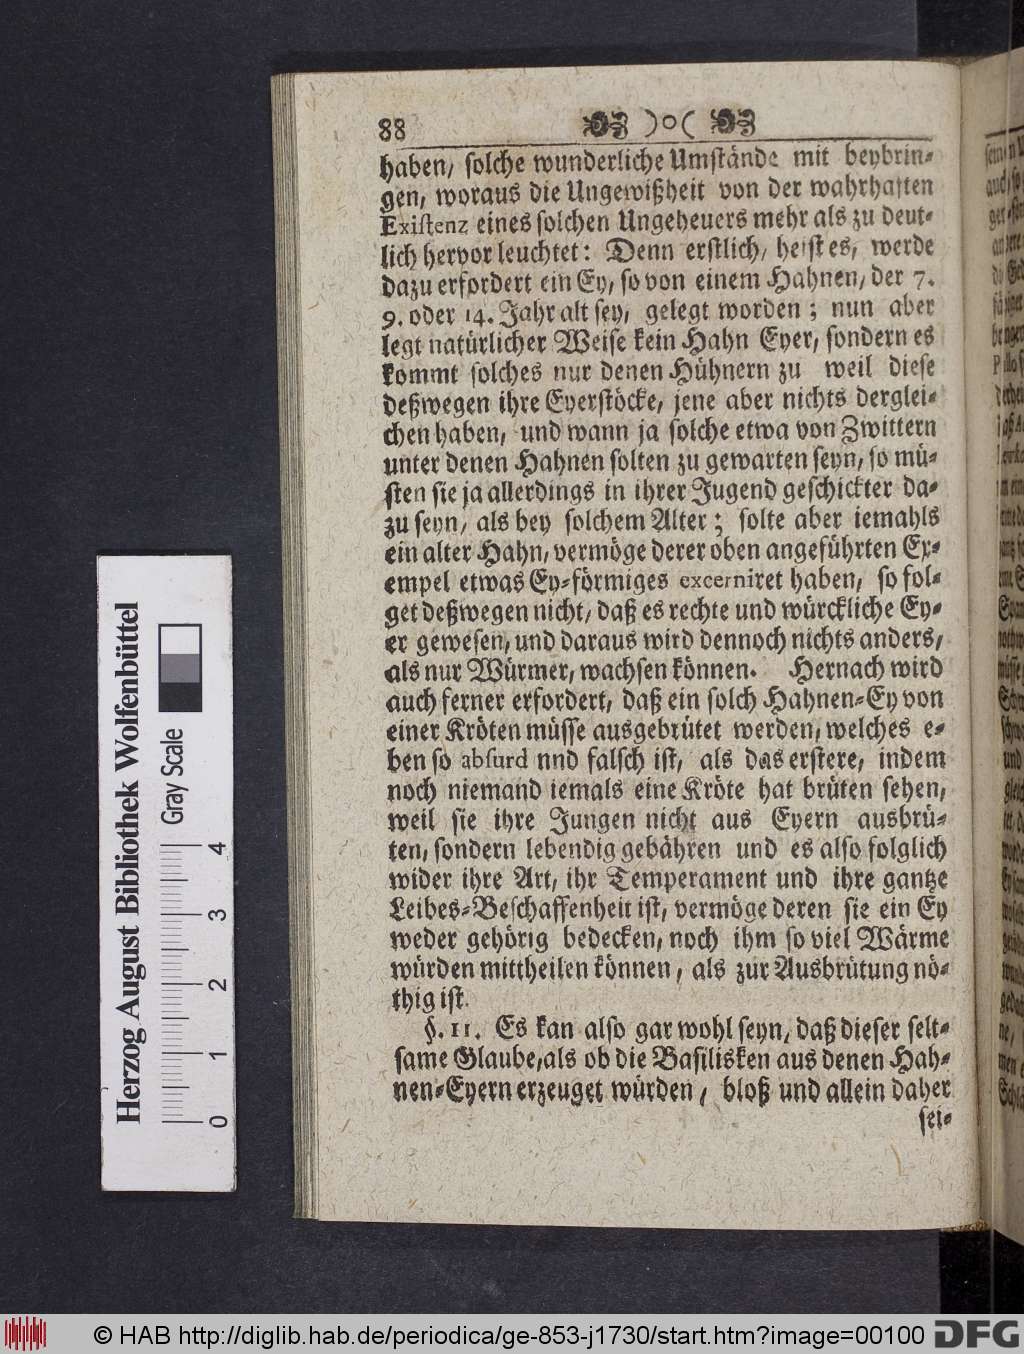 88 )o(
haben, solche wunderliche Umstände mit beybrin-
gen, woraus die Ungewißheit von der wahrhaften
Existenz eines solchen Ungeheuers mehr als zu deut-
lich hervor leuchtet: Denn erstlich, heist es, werde
dazu erfordert ein Ey, so von einem Hahnen, der 7.
9. oder 14. Jahr alt sey, gelegt worden; nun aber
legt natürlicher Weise kein Hahn Eyer, sondern es
kommt solches nur denen Hühnern zu weil diese
deßwegen ihre Eyerstöcke, jene aber nichts derglei-
chen haben, und wann ja solche etwa von Zwittern
unter denen Hahnen solten zu gewarten seyn, so mü-
sten sie ja allerdings in ihrer Jugend geschickter da-
zu seyn, als bey solchem Alter; solte aber iemahls
ein alter Hahn, vermöge derer oben angeführten Ex-
empel etwas Ey-förmiges excerniret haben, so fol-
get deßwegen nicht, daß es rechte und würckliche Ey-
er gewesen, und daraus wird dennoch nichts anders,
als nur Würmer, wachsen können. Hernach wird
auch ferner erfordert, daß ein solch Hahnen-Ey von
einer Kröten müsse ausgebrütet werden, welches e-
ben so absurd nnd falsch ist, als das erstere, indem
noch niemand iemals eine Kröte hat brüten sehen,
weil sie ihre Jungen nicht aus Eyern ausbrü-
ten, sondern lebendig gebähren und es also folglich
wider ihre Art, ihr Temperament und ihre gantze
Leibes-Beschaffenheit ist, vermöge deren sie ein Ey
weder gehörig bedecken, noch ihm so viel Wärme
würden mittheilen können, als zur Ausbrütung nö-
thig ist.
§. 11. Es kan also gar wohl seyn, daß dieser selt-
same Glaube, als ob die Basilisken aus denen Hah-
nen-Eyern erzeuget würden, bloß und allein daher
sei-
Herzog August Bibliothek Wolfenbüttel
Gray Scale
0 1 2 3 4
© HAB http://diglib.hab.de/periodica/ge-853-j1730/start.htm?image=00100
DFG